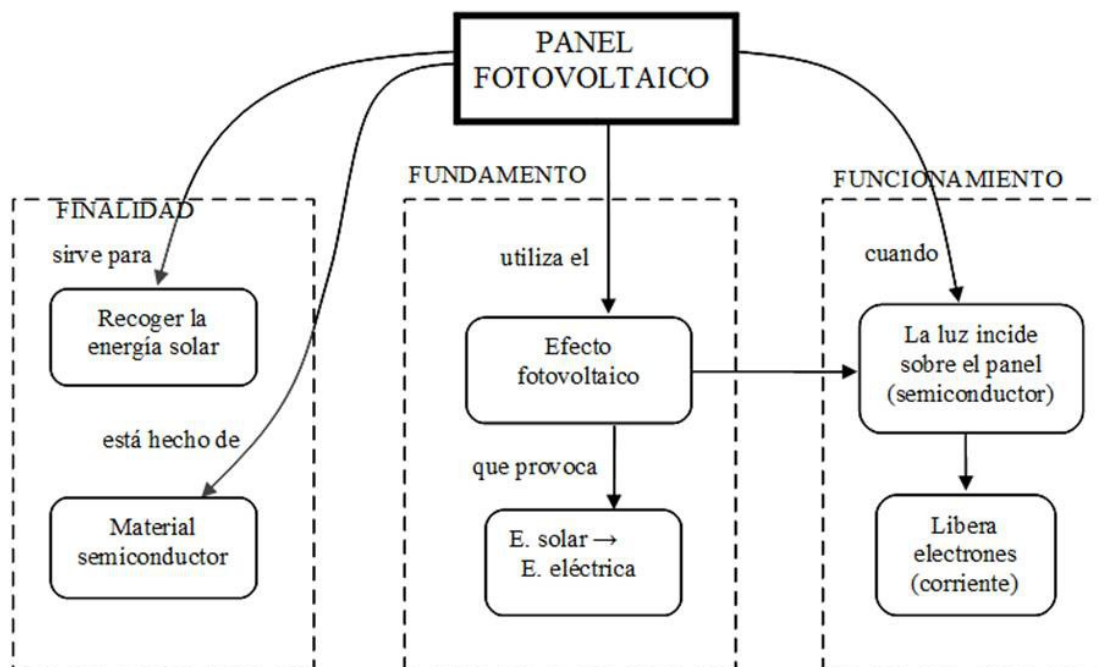 PANEL
FOTOVOLTAICO
FINALIDAD
sirve para
Recoger la
energía solar
está hecho de
Material
semiconductor
FUNDAMENTO
utiliza el
Efecto
fotovoltaico
que provoca
E. solar →
E. eléctrica
FUNCIONAMIENTO
cuando
La luz incide
sobre el panel
(semiconductor)
Libera
electrones
(corriente)